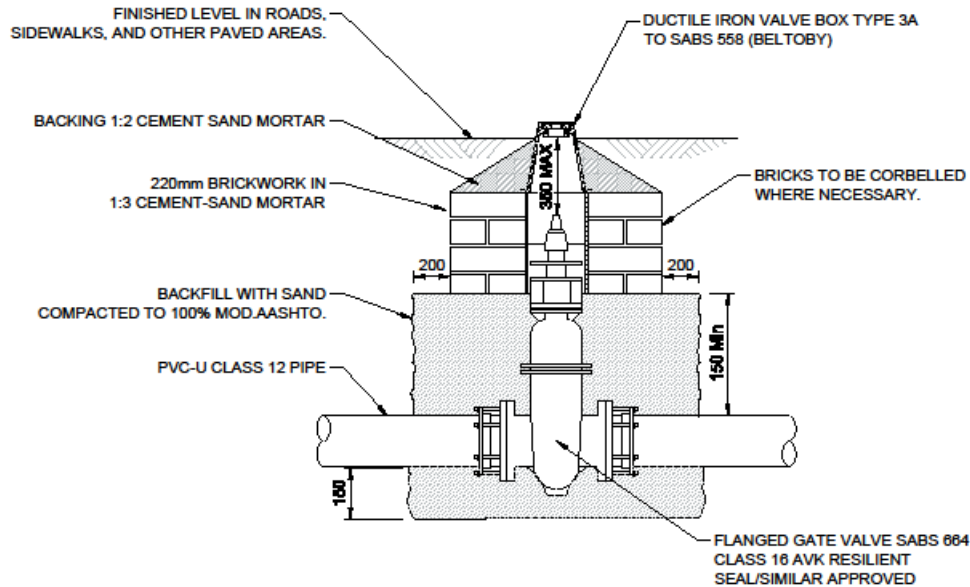 FINISHED LEVEL IN ROADS,
SIDEWALKS, AND OTHER PAVED AREAS.
DUCTILE IRON VALVE BOX TYPE 3A
TO SABS 558 (BELTOBY)
BACKING 1:2 CEMENT SAND MORTAR
350 MAX
220mm BRICKWORK IN
1:3 CEMENT-SAND MORTAR
BRICKS TO BE CORBELLED
WHERE NECESSARY.
200
200
BACKFILL WITH SAND
COMPACTED TO 100% MOD.AASHTO.
150 Min
PVC-U CLASS 12 PIPE
150
FLANGED GATE VALVE SABS 664
CLASS 16 AVK RESILIENT
SEAL/SIMILAR APPROVED